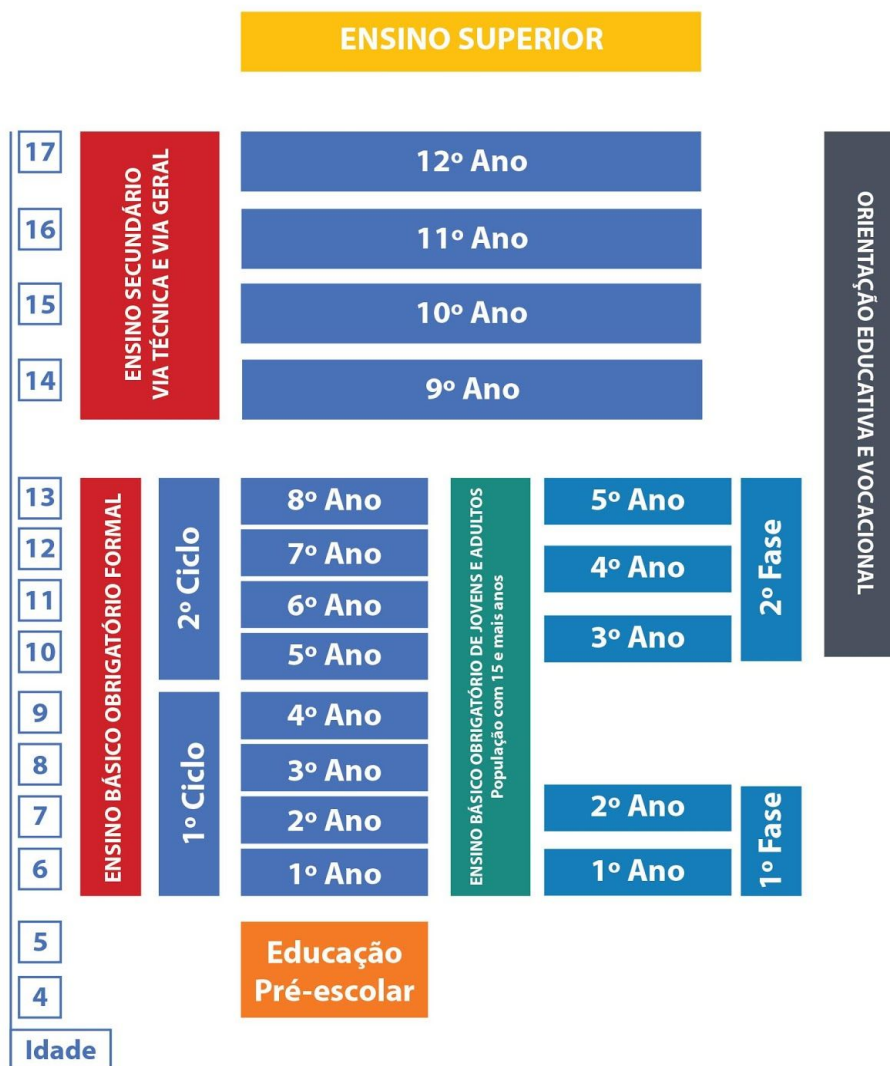 ENSINO SUPERIOR
17
16
15
14
ENSINO SECUNDÁRIO
VIA TÉCNICA E VIA GERAL
12º Ano
11º Ano
10º Ano
9º Ano
ORIENTAÇÃO EDUCATIVA E VOCACIONAL
13
12
11
10
9
8
7
6
ENSINO BÁSICO OBRIGATÓRIO FORMAL
2º Ciclo
8º Ano
7º Ano
6º Ano
5º Ano
1º Ciclo
4º Ano
3º Ano
2º Ano
1º Ano
ENSINO BÁSICO OBRIGATÓRIO DE JOVENS E ADULTOS
População com 15 e mais anos
5º Ano
4º Ano
3º Ano
2º Fase
2º Ano
1º Ano
1º Fase
5
4
Educação
Pré-escolar
Idade